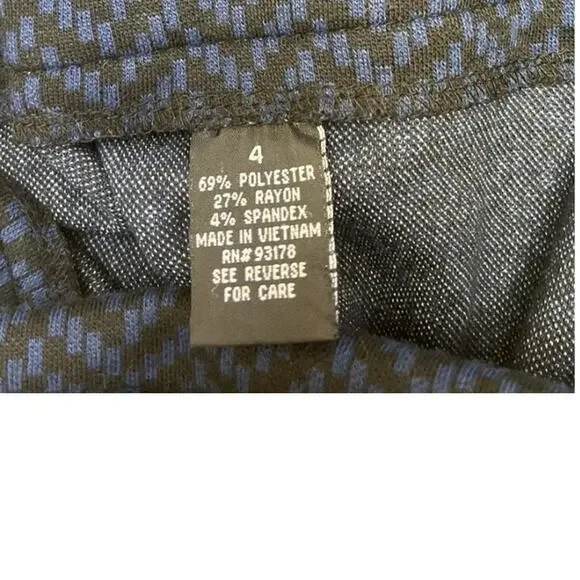 4
69% POLYESTER
27% RAYON
4% SPANDEX
MADE IN VIETNAM
RN# 93178
SEE REVERSE
FOR CARE